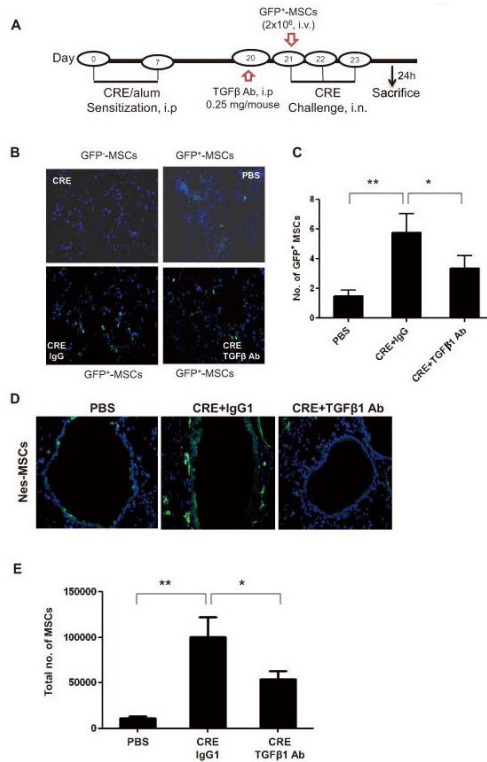 A
GFP⁺-MSCs
(2x10⁶, i.v.)
Day
0
7
20
21
22
23
24h
CRE/alum
Sensitization, i.p
TGFβ Ab, i.p
0.25 mg/mouse
CRE
Challenge, i.n.
Sacrifice
B
GFP⁻-MSCs
GFP⁺-MSCs
CRE
PBS
CRE
IgG
CRE
TGFβ Ab
GFP⁺-MSCs
GFP⁺-MSCs
C
**
*
No. of GFP⁺ MSCs
8
6
4
2
0
PBS
CRE+IgG
CRE+TGFβ1 Ab
D
PBS
CRE+IgG1
CRE+TGFβ1 Ab
Nes-MSCs
E
**
*
Total no. of MSCs
150000
100000
50000
0
PBS
CRE
IgG1
CRE
TGFβ1 Ab